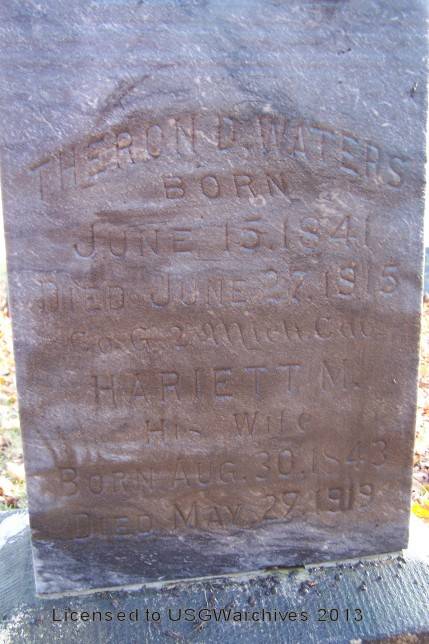 THERON D. WATERS
BORN
JUNE 15, 1841
DIED JUNE 27, 1915
Co. G. 2 Mich. Cav.
HARIETT M.
His Wife
BORN AUG. 30, 1843
DIED MAY. 27, 1919
Licensed to USGWarchives 2013